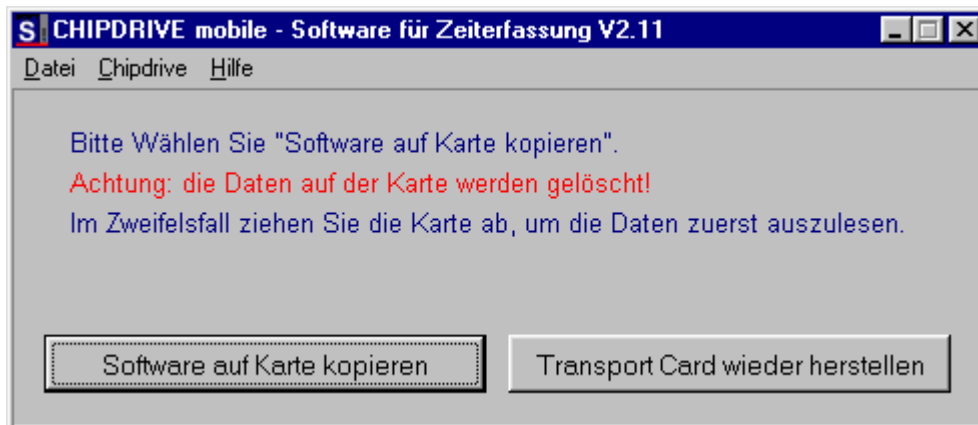 S CHIPDRIVE mobile - Software für Zeiterfassung V2.11
Datei Chipdrive Hilfe
Bitte Wählen Sie "Software auf Karte kopieren".
Achtung: die Daten auf der Karte werden gelöscht!
Im Zweifelsfall ziehen Sie die Karte ab, um die Daten zuerst auszulesen.
Software auf Karte kopieren Transport Card wieder herstellen